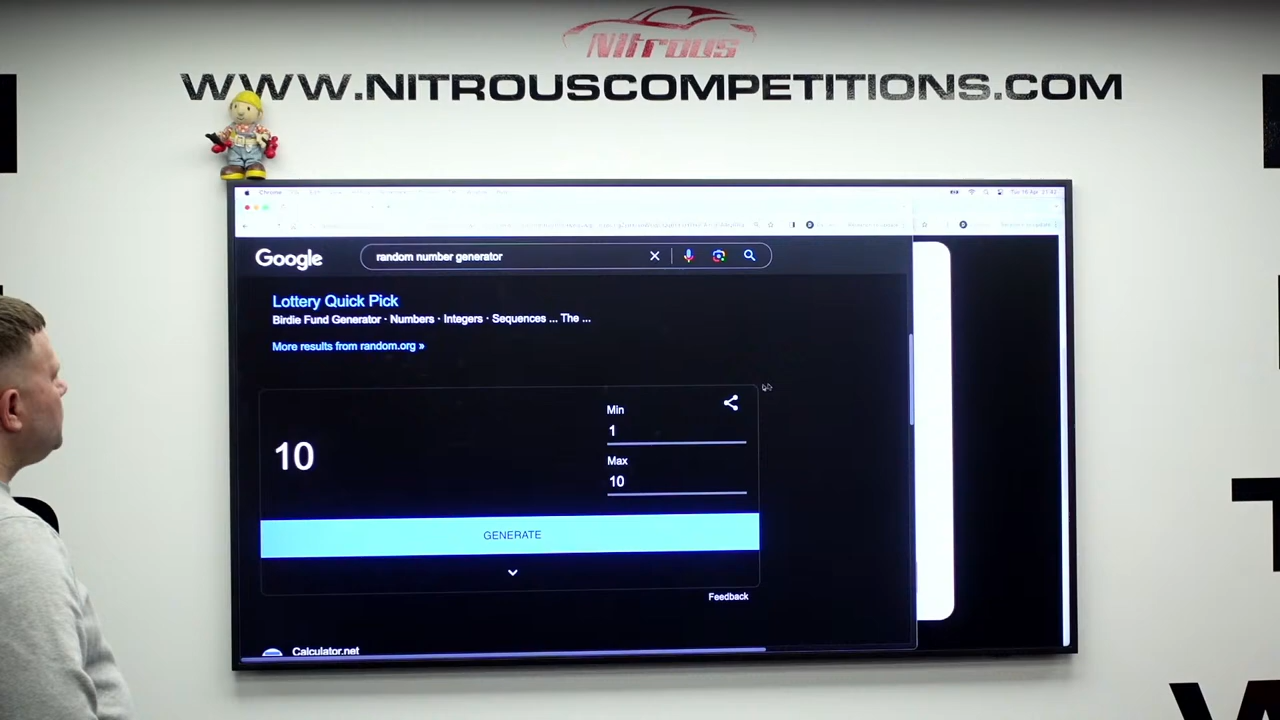 Nitrous
WWW.NITROUSCOMPETITIONS.COM
Chrome
Google
random number generator
Lottery Quick Pick
Birdie Fund Generator · Numbers · Integers · Sequences ... The ...
More results from random.org »
10
Min
1
Max
10
GENERATE
Feedback
Calculator.net